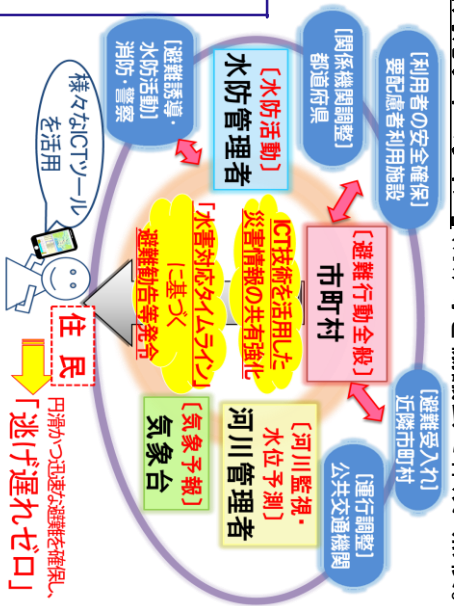 ［利用者の安全確保］
要配慮者利用施設
［避難受入れ］
近隣市町村
［関係機関調整］
都道府県
［避難行動全般］
市町村
［運行調整］
公共交通機関
［避難誘導・
水防活動］
消防・警察
［水防活動］
水防管理者
ICT技術を活用した
災害情報の共有強化
［河川監視・
水位予測］
河川管理者
「水害対応タイムライン」
に基づく
避難勧告等発令
［気象予報］
気象台
様々なICTツール
を活用
住民
円滑かつ迅速な避難を確保し、
「逃げ遅れゼロ」